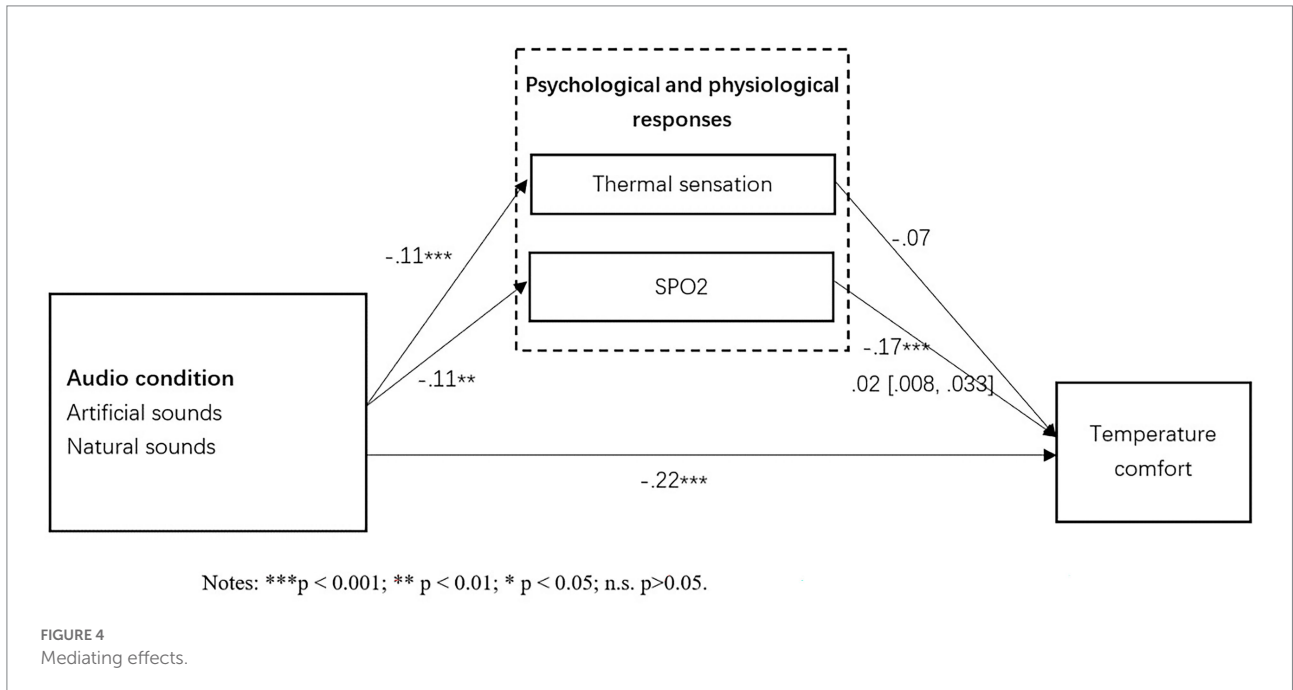 Psychological and physiological
responses
Thermal sensation
-.07
-.11***
SPO2
-.17***
-.11**
.02 [.008, .033]
Audio condition
Artificial sounds
Natural sounds
Temperature
comfort
-.22***
Notes: ***p < 0.001; ** p < 0.01; * p < 0.05; n.s. p>0.05.
FIGURE 4
Mediating effects.